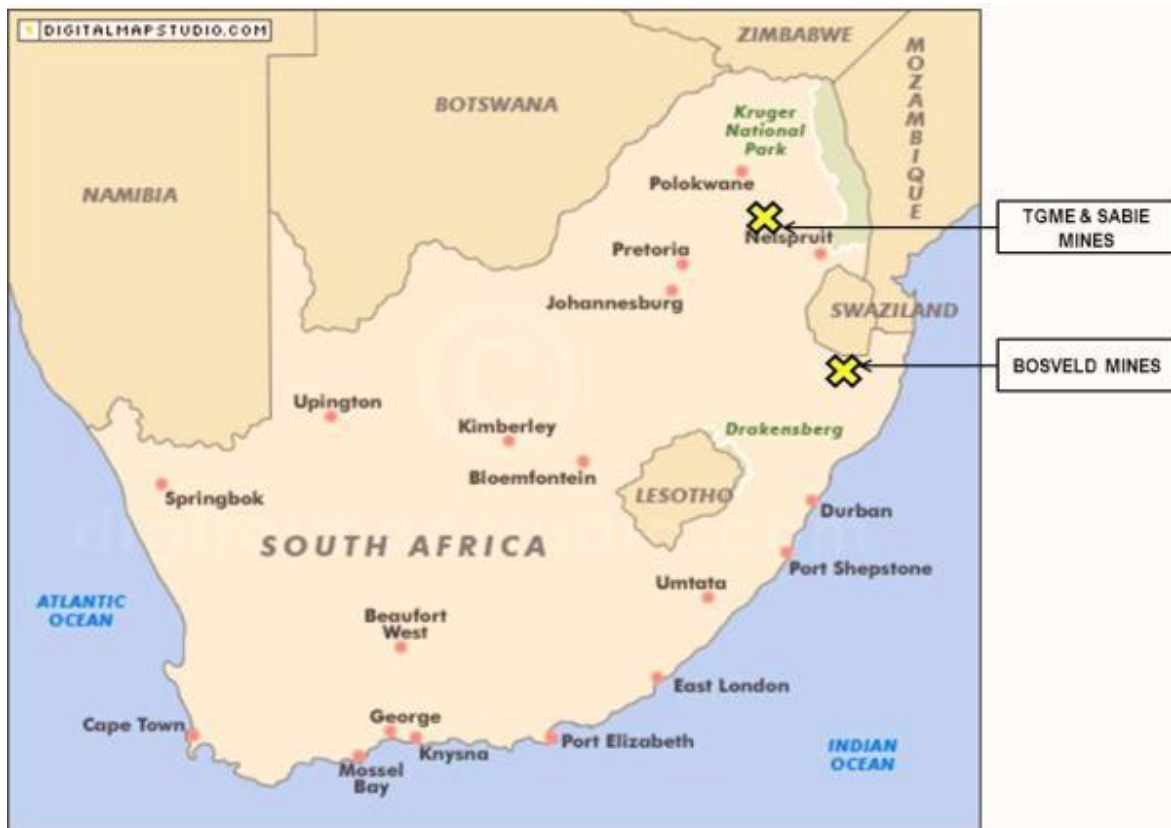 DIGITALMAPSTUDIO.COM
ZIMBABWE
MOZAMBIQUE
BOTSWANA
Kruger
National
Park
NAMIBIA
Polokwane
TGME & SABIE
MINES
Nelspruit
Pretoria
Johannesburg
SWAZILAND
BOSVELD MINES
Upington
Kimberley
Drakensberg
Bloemfontein
Springbok
LESOTHO
Durban
SOUTH AFRICA
Port Shepstone
Umtata
ATLANTIC
OCEAN
Beaufort
West
East London
Cape Town
George
Knysna
Port Elizabeth
Mossel
Bay
INDIAN
OCEAN